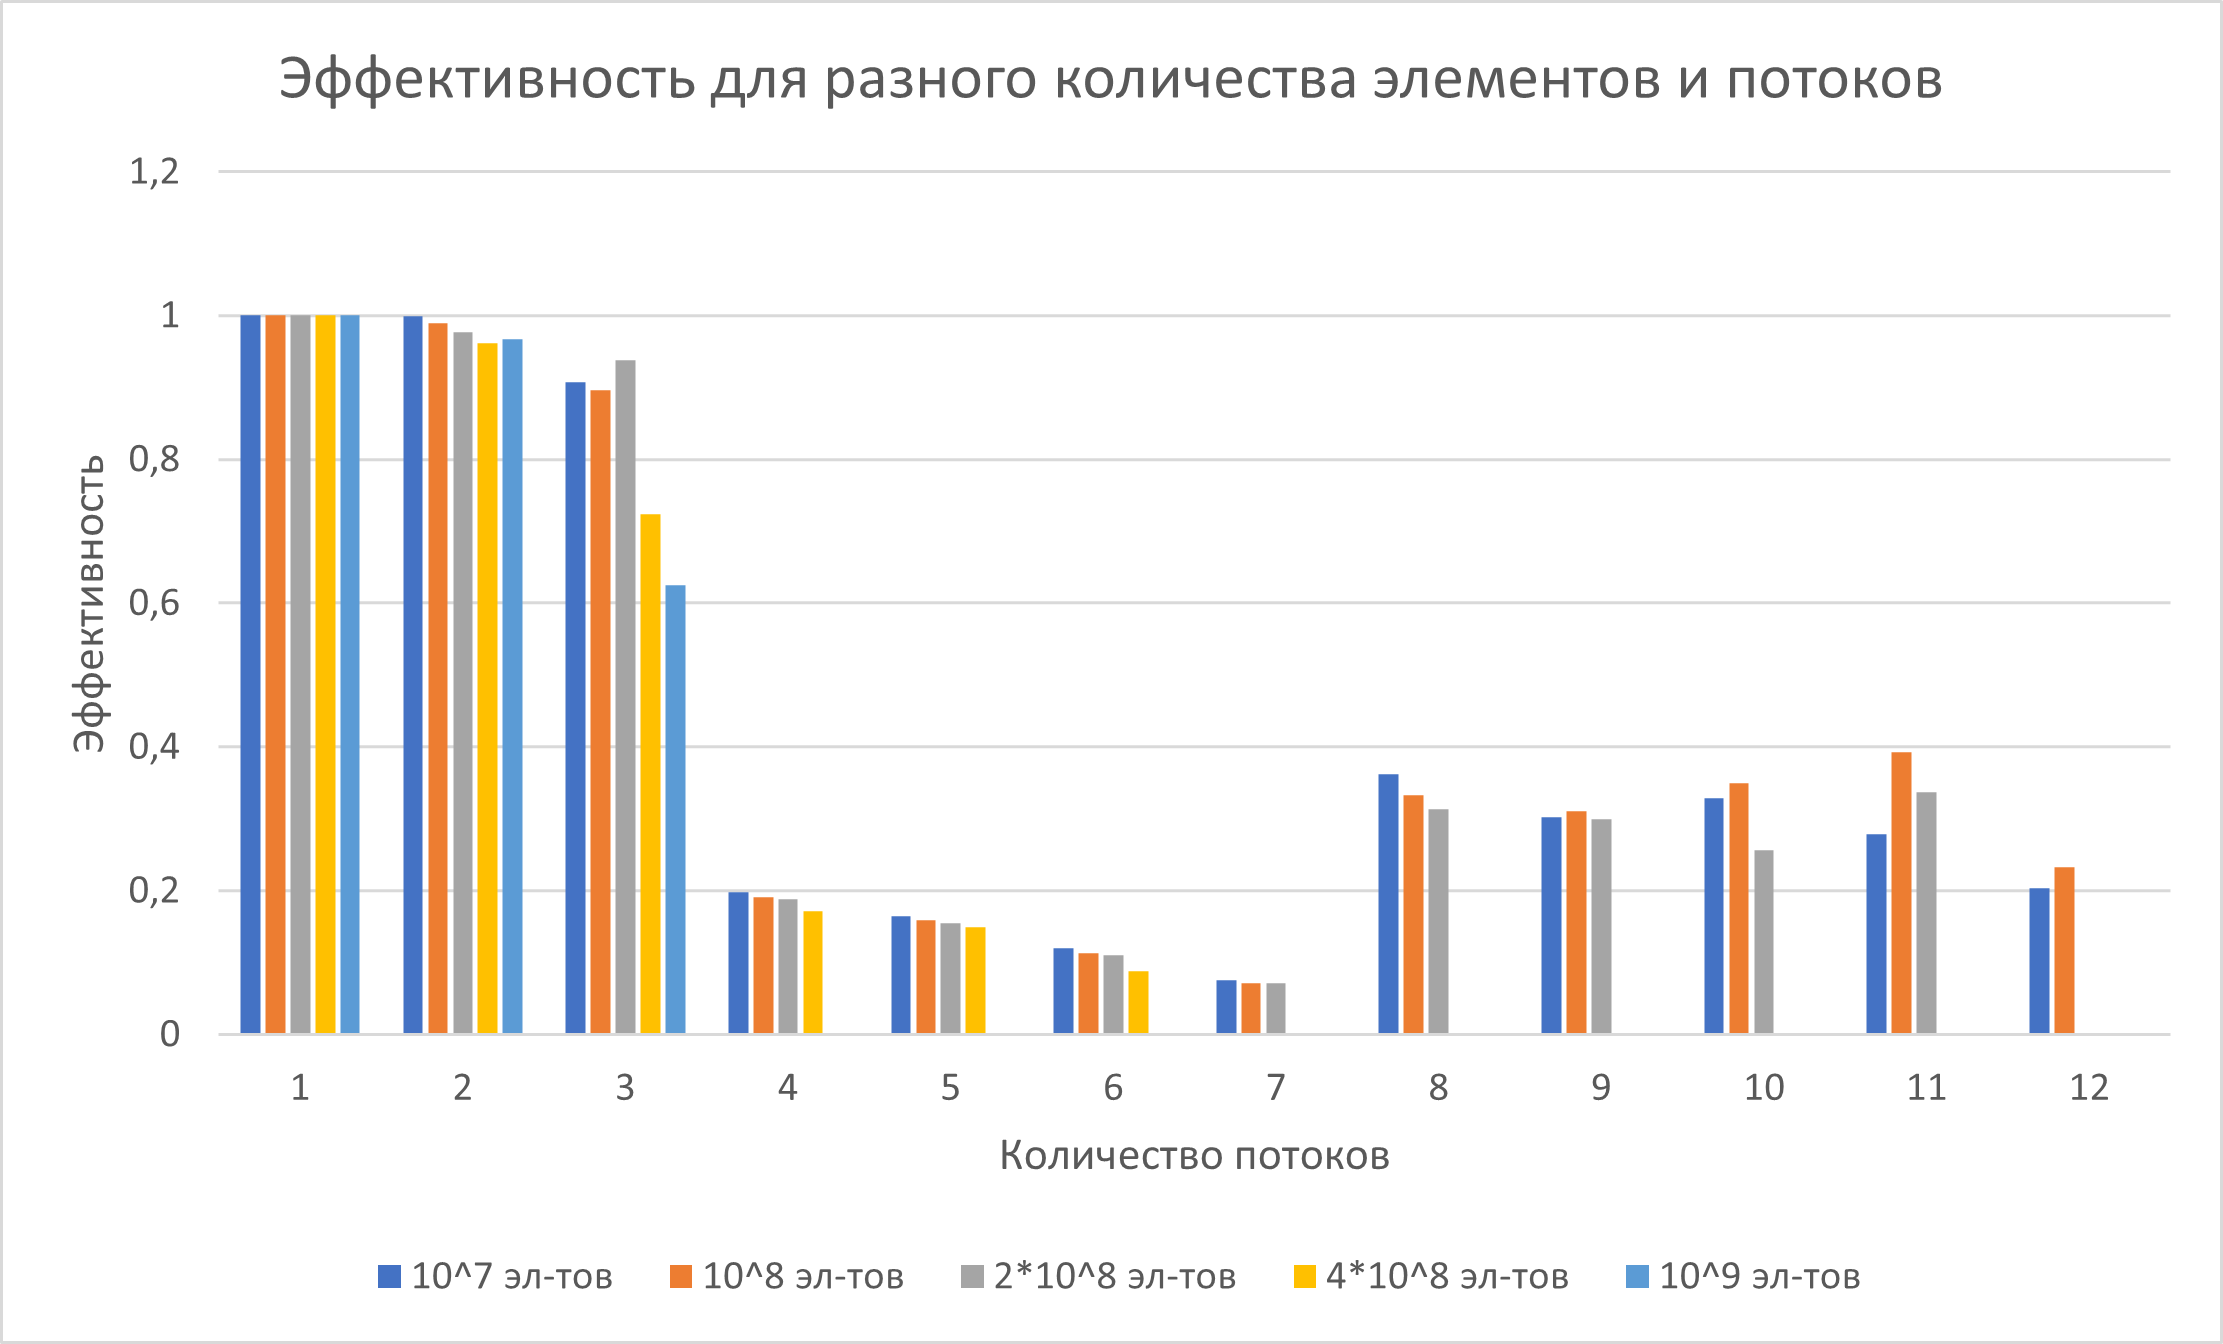 Эффективность для разного количества элементов и потоков
1,2
1
0,8
0,6
0,4
0,2
0
Эффективность
1 2 3 4 5 6 7 8 9 10 11 12
Количество потоков
10^7 эл-тов 10^8 эл-тов 2*10^8 эл-тов 4*10^8 эл-тов 10^9 эл-тов